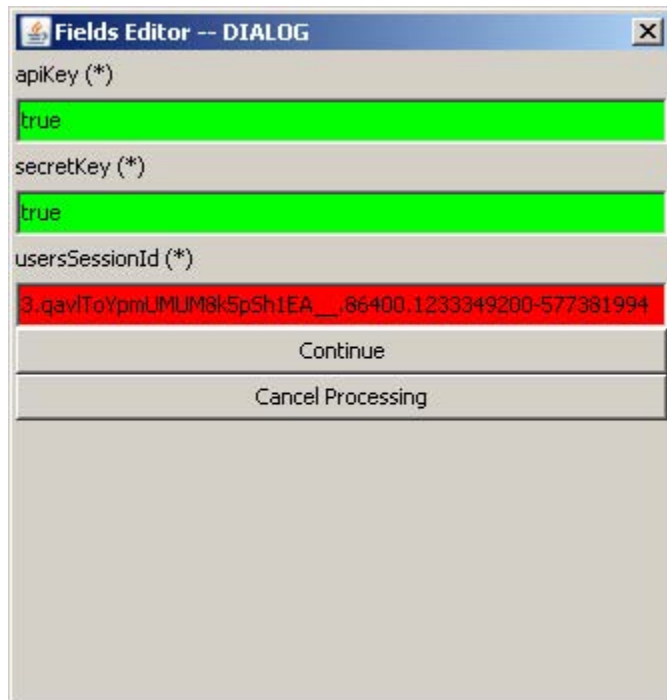 Fields Editor -- DIALOG
apiKey (*)
true
secretKey (*)
true
usersSessionId (*)
3.qavlToYpmUMUM8k5pSh1EA__.86400.1233349200-577381994
Continue
Cancel Processing